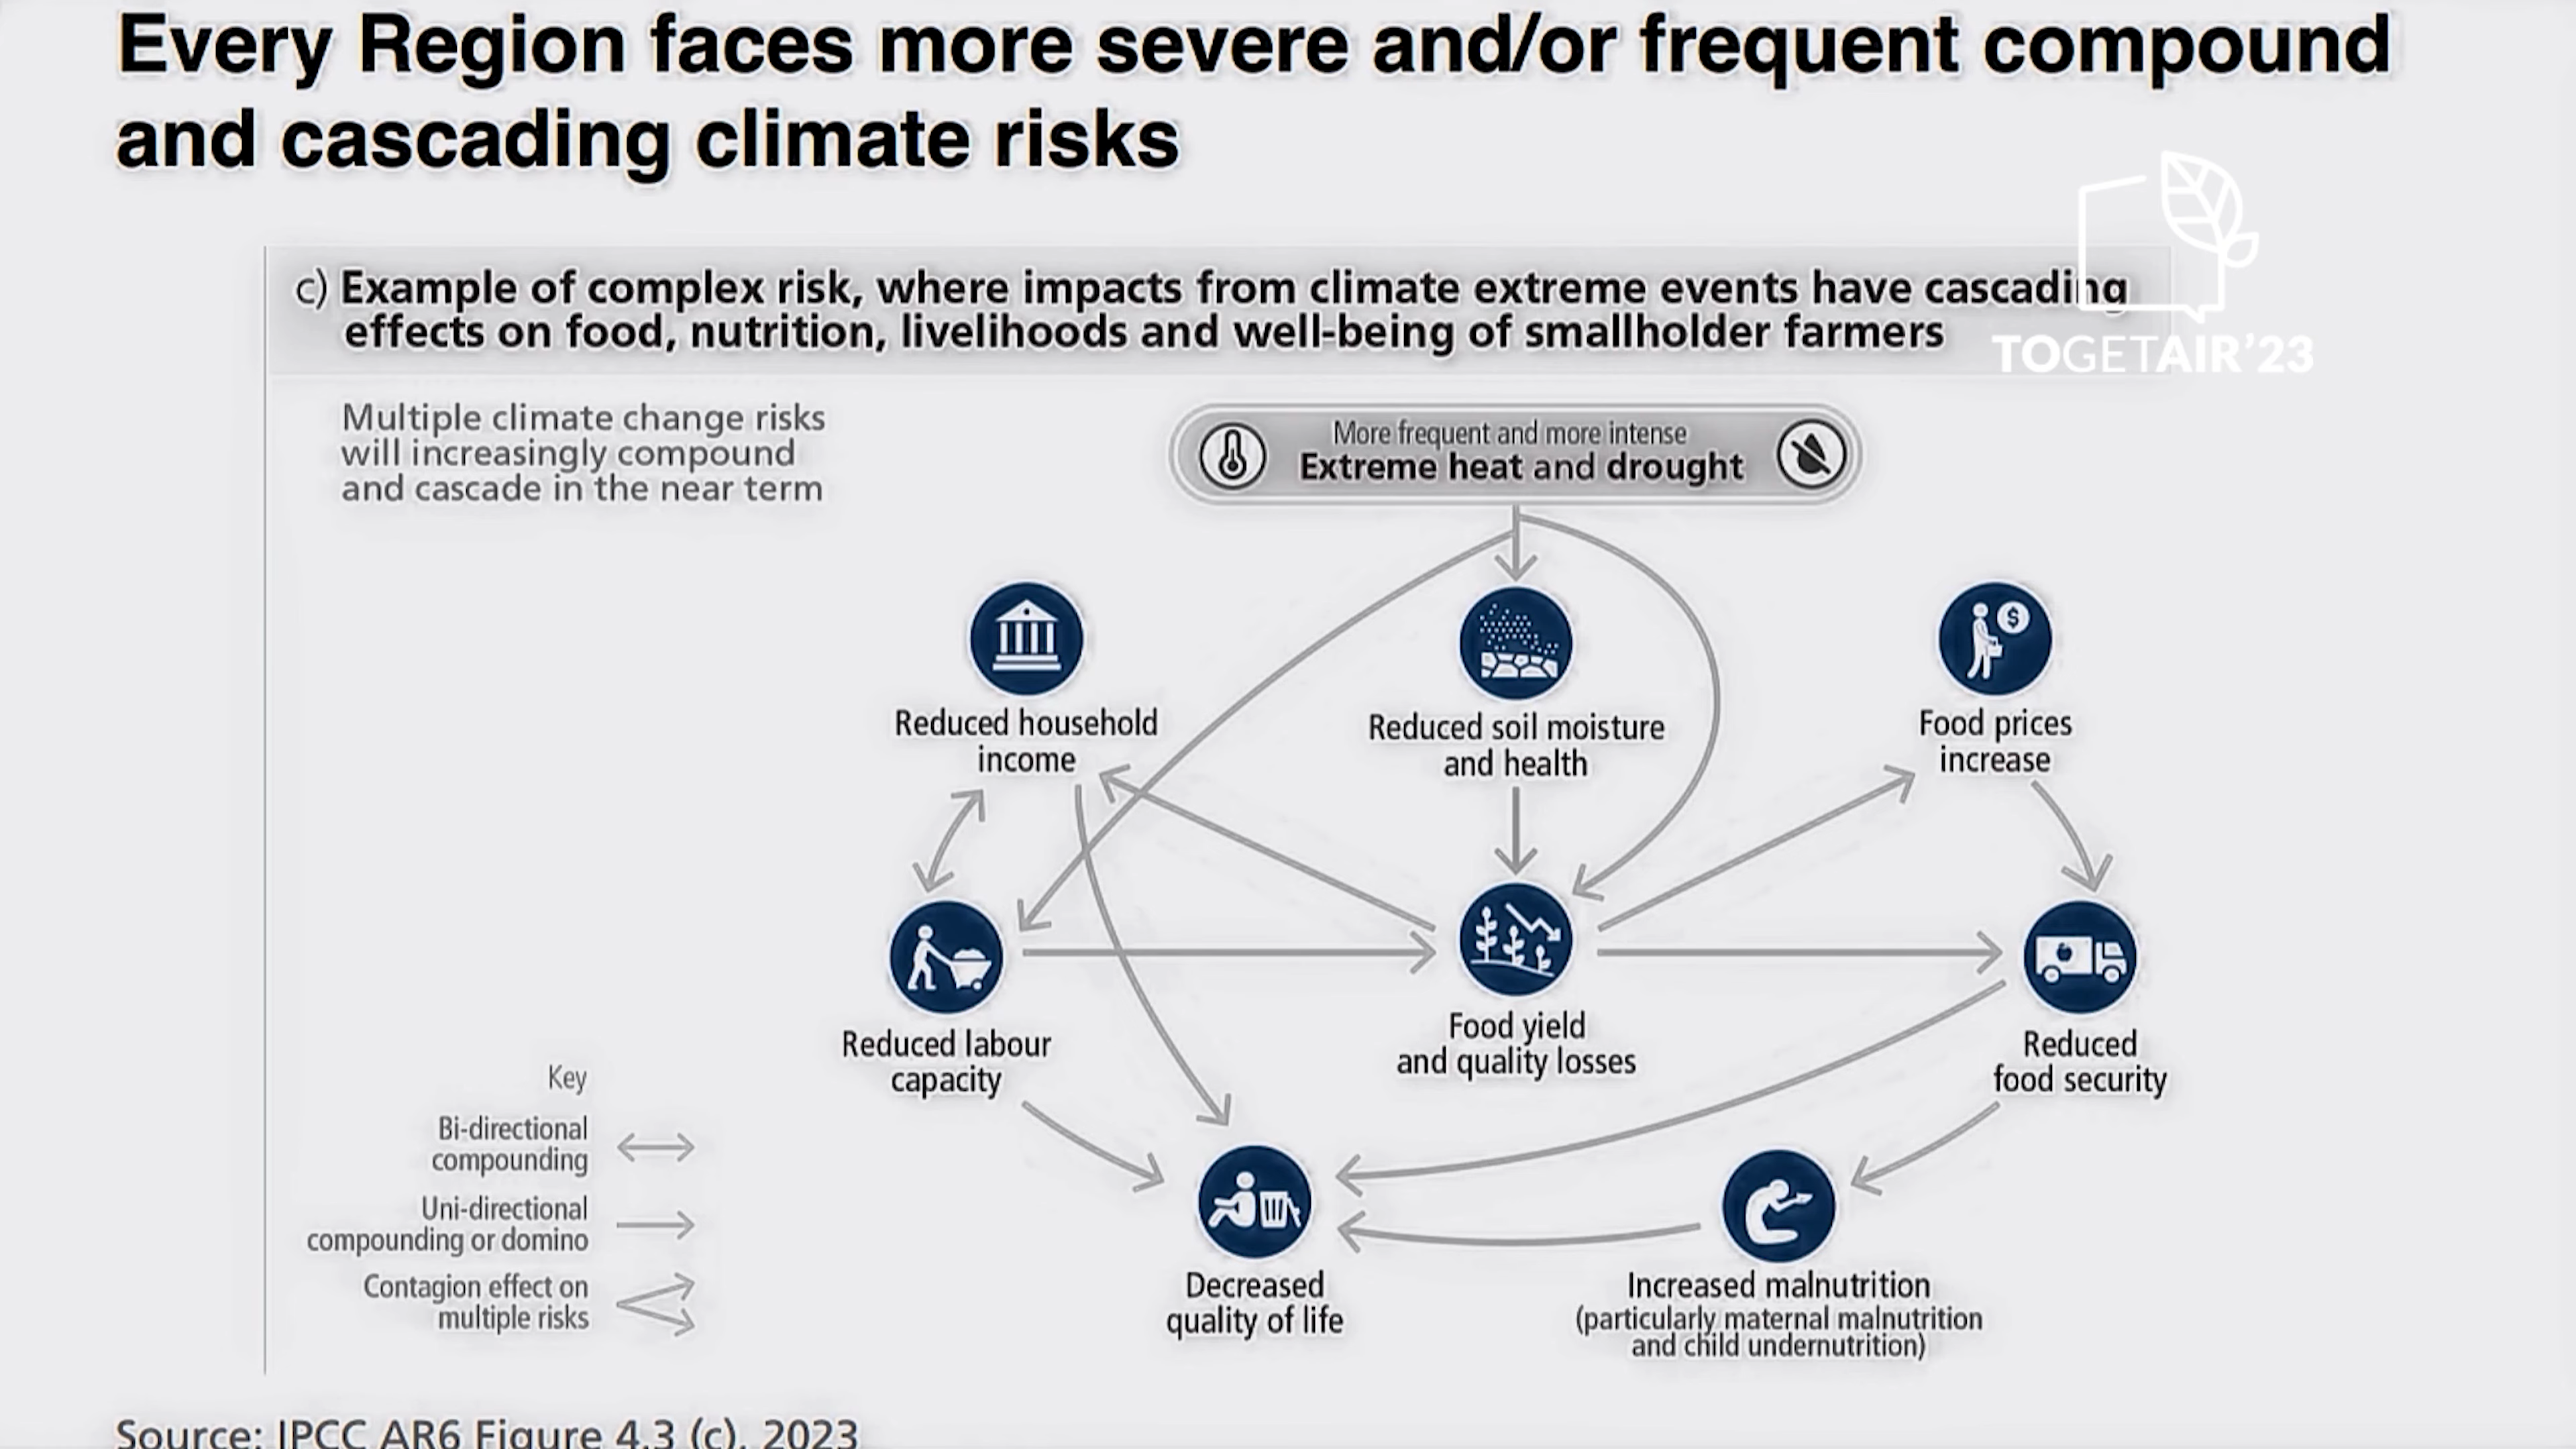 Every Region faces more severe and/or frequent compound
and cascading climate risks
TOGETAIR'23
c) Example of complex risk, where impacts from climate extreme events have cascading
effects on food, nutrition, livelihoods and well-being of smallholder farmers
Multiple climate change risks
will increasingly compound
and cascade in the near term
More frequent and more intense
Extreme heat and drought
Reduced household
income
Reduced soil moisture
and health
$
Food prices
increase
Reduced labour
capacity
Food yield
and quality losses
Reduced
food security
Decreased
quality of life
Increased malnutrition
(particularly maternal malnutrition
and child undernutrition)
Key
Bi-directional
compounding
Uni-directional
compounding or domino
Contagion effect on
multiple risks
Source: IPCC AR6 Figure 4.3 (c), 2023